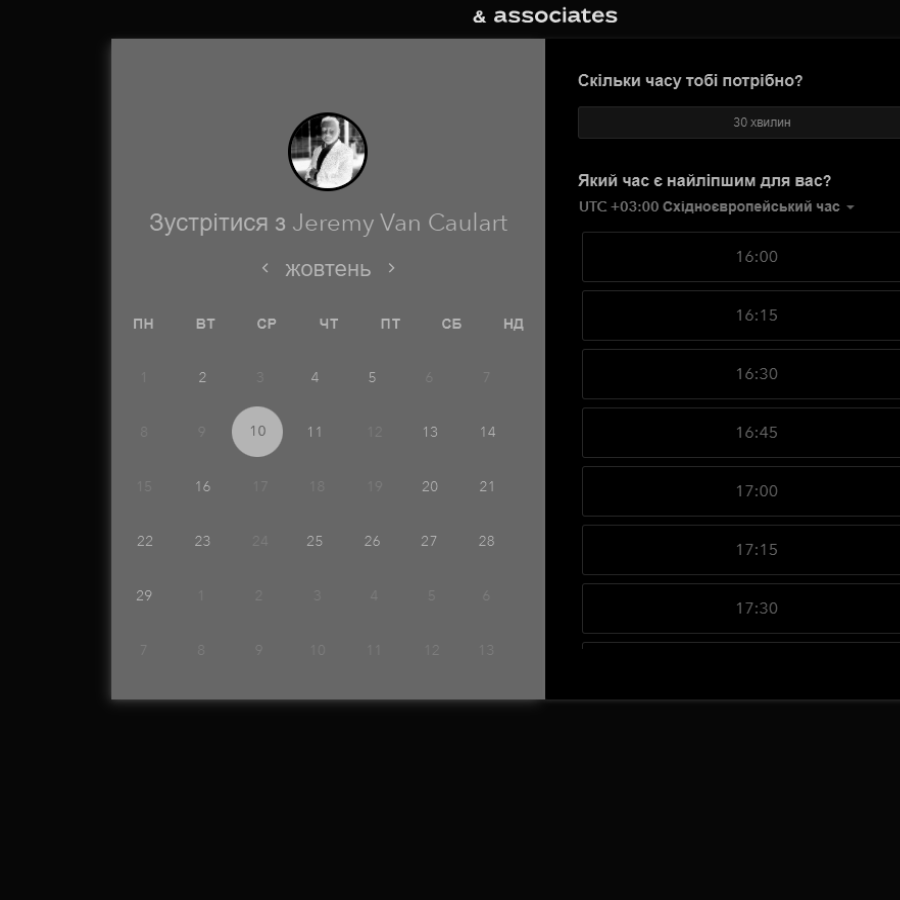 & associates
Зустрітися з Jeremy Van Caulart
жовтень
ПН ВТ СР ЧТ ПТ СБ НД
1 2 3 4 5 6 7
8 9 10 11 12 13 14
15 16 17 18 19 20 21
22 23 24 25 26 27 28
29 1 2 3 4 5 6
7 8 9 10 11 12 13
Скільки часу тобі потрібно?
30 хвилин
Який час є найліпшим для вас?
UTC +03:00 Східноєвропейський час
16:00
16:15
16:30
16:45
17:00
17:15
17:30